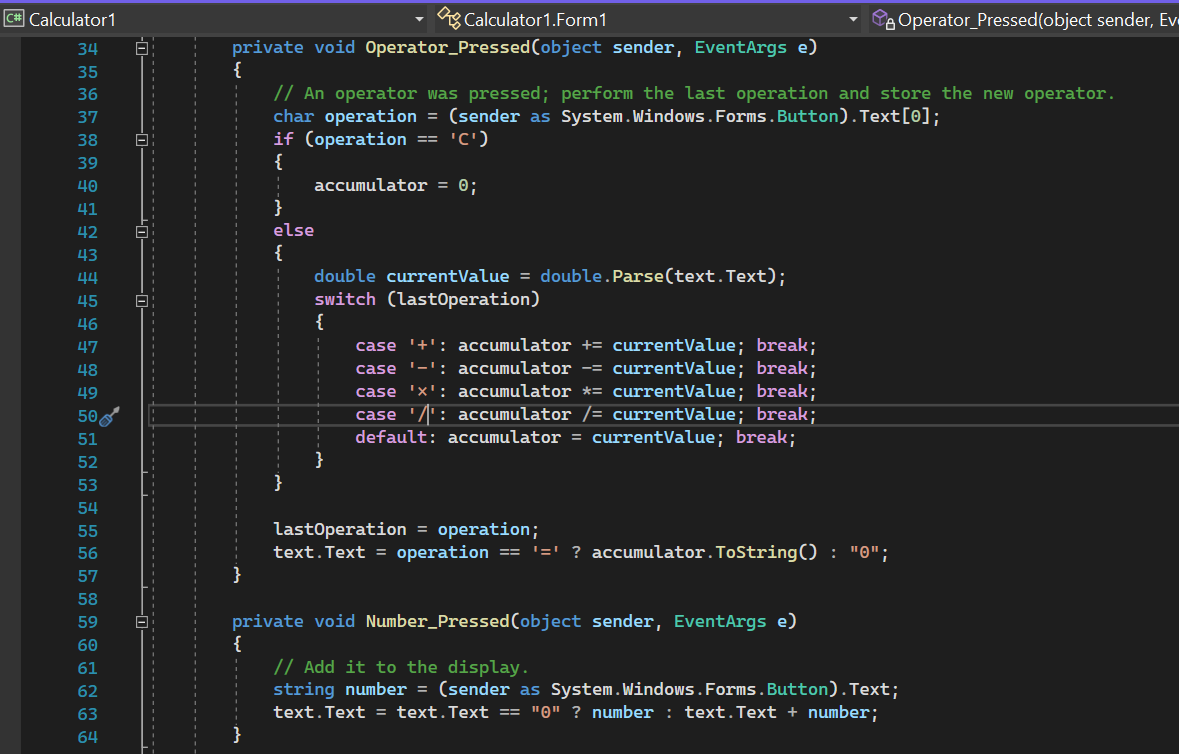 C# Calculator1 Calculator1.Form1 Operator_Pressed(object sender, Ev
34 private void Operator_Pressed(object sender, EventArgs e)
35 {
36 // An operator was pressed; perform the last operation and store the new operator.
37 char operation = (sender as System.Windows.Forms.Button).Text[0];
38 if (operation == 'C')
39 {
40 accumulator = 0;
41 }
42 else
43 {
44 double currentValue = double.Parse(text.Text);
45 switch (lastOperation)
46 {
47 case '+': accumulator += currentValue; break;
48 case '-': accumulator -= currentValue; break;
49 case '×': accumulator *= currentValue; break;
50 case '/': accumulator /= currentValue; break;
51 default: accumulator = currentValue; break;
52 }
53 }
54
55 lastOperation = operation;
56 text.Text = operation == '=' ? accumulator.ToString() : "0";
57 }
58
59 private void Number_Pressed(object sender, EventArgs e)
60 {
61 // Add it to the display.
62 string number = (sender as System.Windows.Forms.Button).Text;
63 text.Text = text.Text == "0" ? number : text.Text + number;
64 }